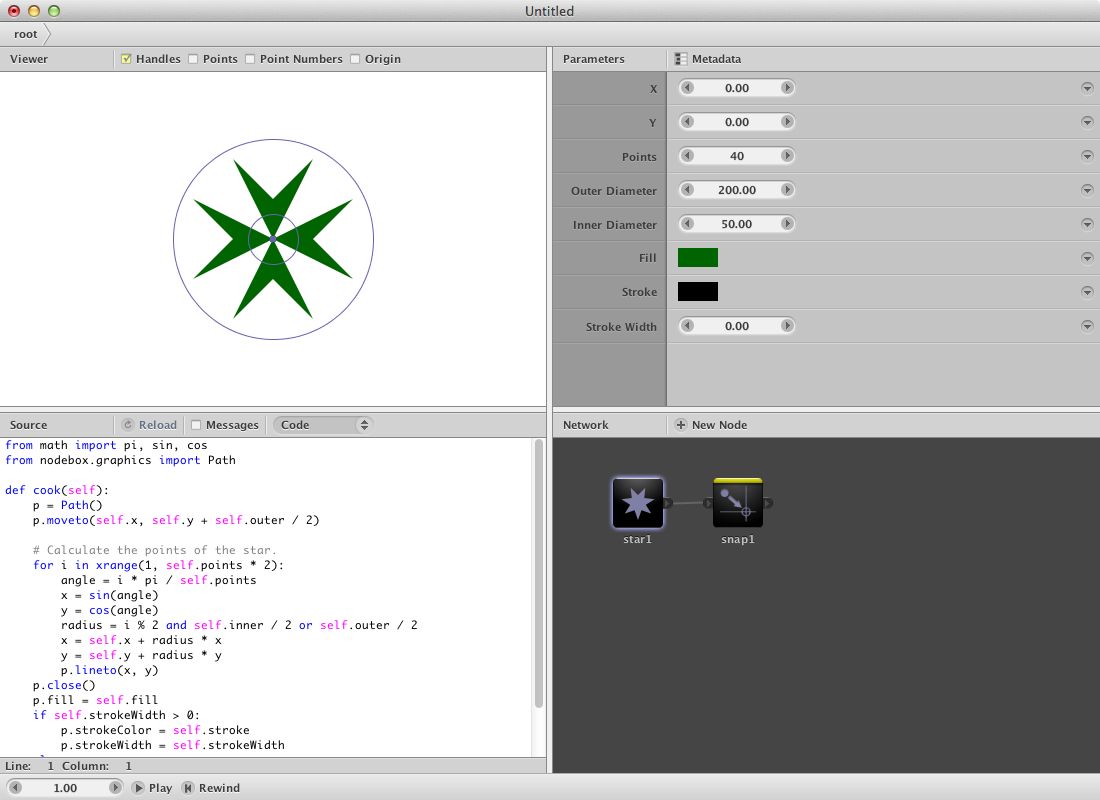 Untitled
root
Viewer Handles Points Point Numbers Origin
Parameters Metadata
X 0.00
Y 0.00
Points 40
Outer Diameter 200.00
Inner Diameter 50.00
Fill
Stroke
Stroke Width 0.00
Source Reload Messages Code
from math import pi, sin, cos
from nodebox.graphics import Path
def cook(self):
    p = Path()
    p.moveto(self.x, self.y + self.outer / 2)
    # Calculate the points of the star.
    for i in xrange(1, self.points * 2):
        angle = i * pi / self.points
        x = sin(angle)
        y = cos(angle)
        radius = i % 2 and self.inner / 2 or self.outer / 2
        x = self.x + radius * x
        y = self.y + radius * y
        p.lineto(x, y)
    p.close()
    p.fill = self.fill
    if self.strokeWidth > 0:
        p.strokeColor = self.stroke
        p.strokeWidth = self.strokeWidth
Line: 1 Column: 1
Network New Node
star1 snap1
1.00 Play Rewind